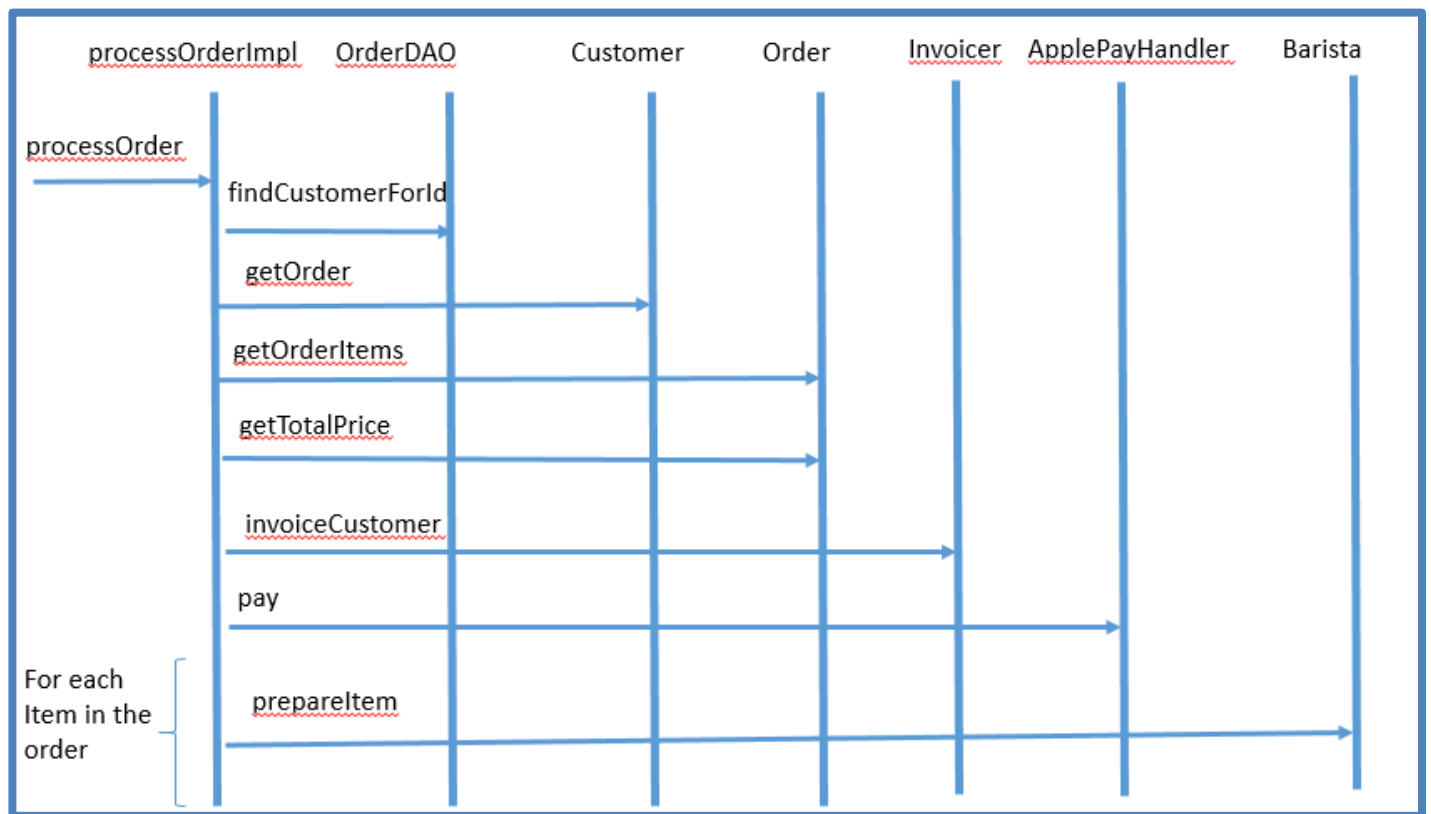 processOrderImpl
OrderDAO
Customer
Order
Invoicer
ApplePayHandler
Barista
processOrder
findCustomerForId
getOrder
getOrderItems
getTotalPrice
invoiceCustomer
pay
For each
Item in the
order
prepareItem